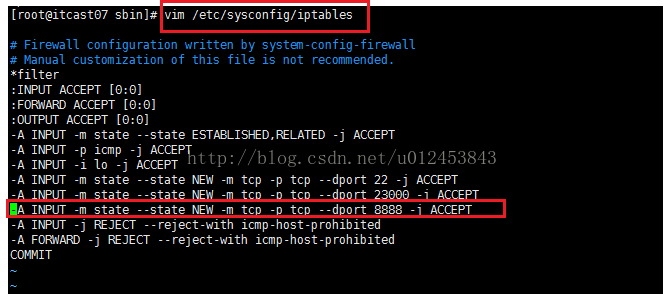 [root@itcast07 sbin]# vim /etc/sysconfig/iptables
# Firewall configuration written by system-config-firewall
# Manual customization of this file is not recommended.
*filter
:INPUT ACCEPT [0:0]
:FORWARD ACCEPT [0:0]
:OUTPUT ACCEPT [0:0]
-A INPUT -m state --state ESTABLISHED,RELATED -j ACCEPT
-A INPUT -p icmp -j ACCEPT
http://blog.csdn.net/u012453843
-A INPUT -i lo -j ACCEPT
-A INPUT -m state --state NEW -m tcp -p tcp --dport 22 -j ACCEPT
-A INPUT -m state --state NEW -m tcp -p tcp --dport 23000 -j ACCEPT
-A INPUT -m state --state NEW -m tcp -p tcp --dport 8888 -j ACCEPT
-A INPUT -j REJECT --reject-with icmp-host-prohibited
-A FORWARD -j REJECT --reject-with icmp-host-prohibited
COMMIT
~
~